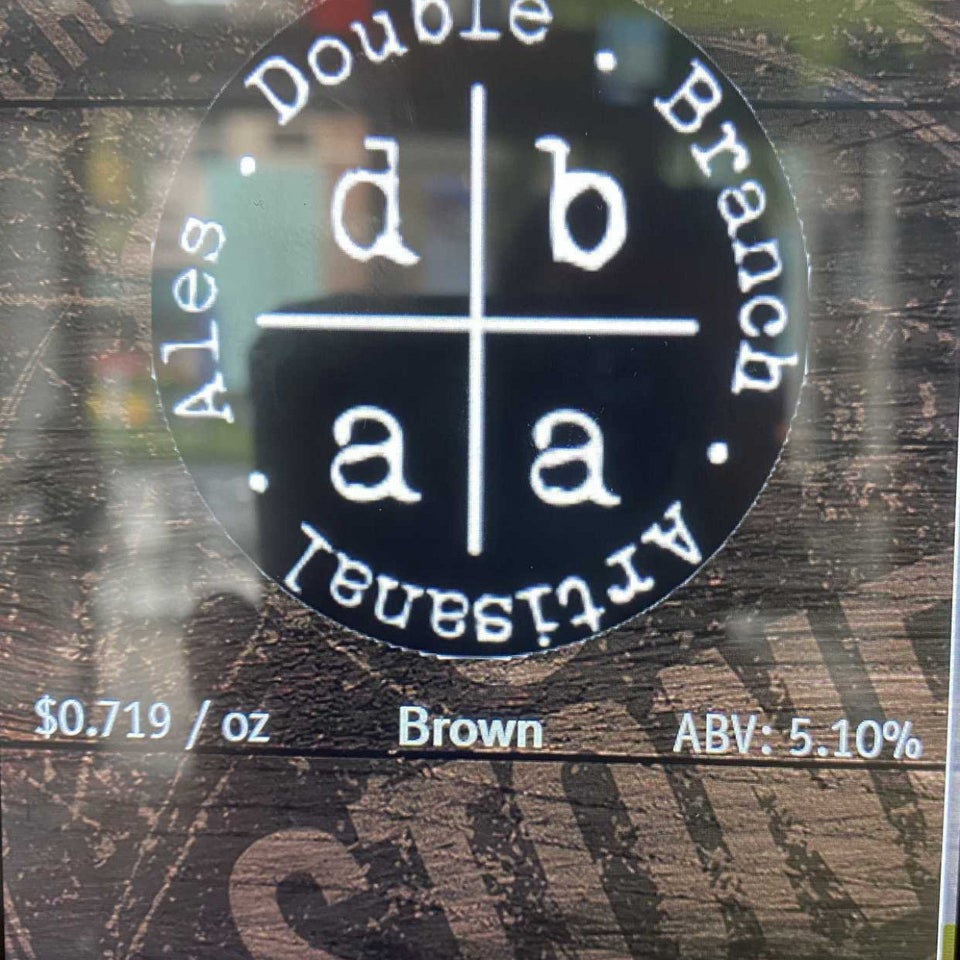 Double · Branch · Artisanal · Ales ·
d b
a a
$0.719 / oz
Brown
ABV: 5.10%